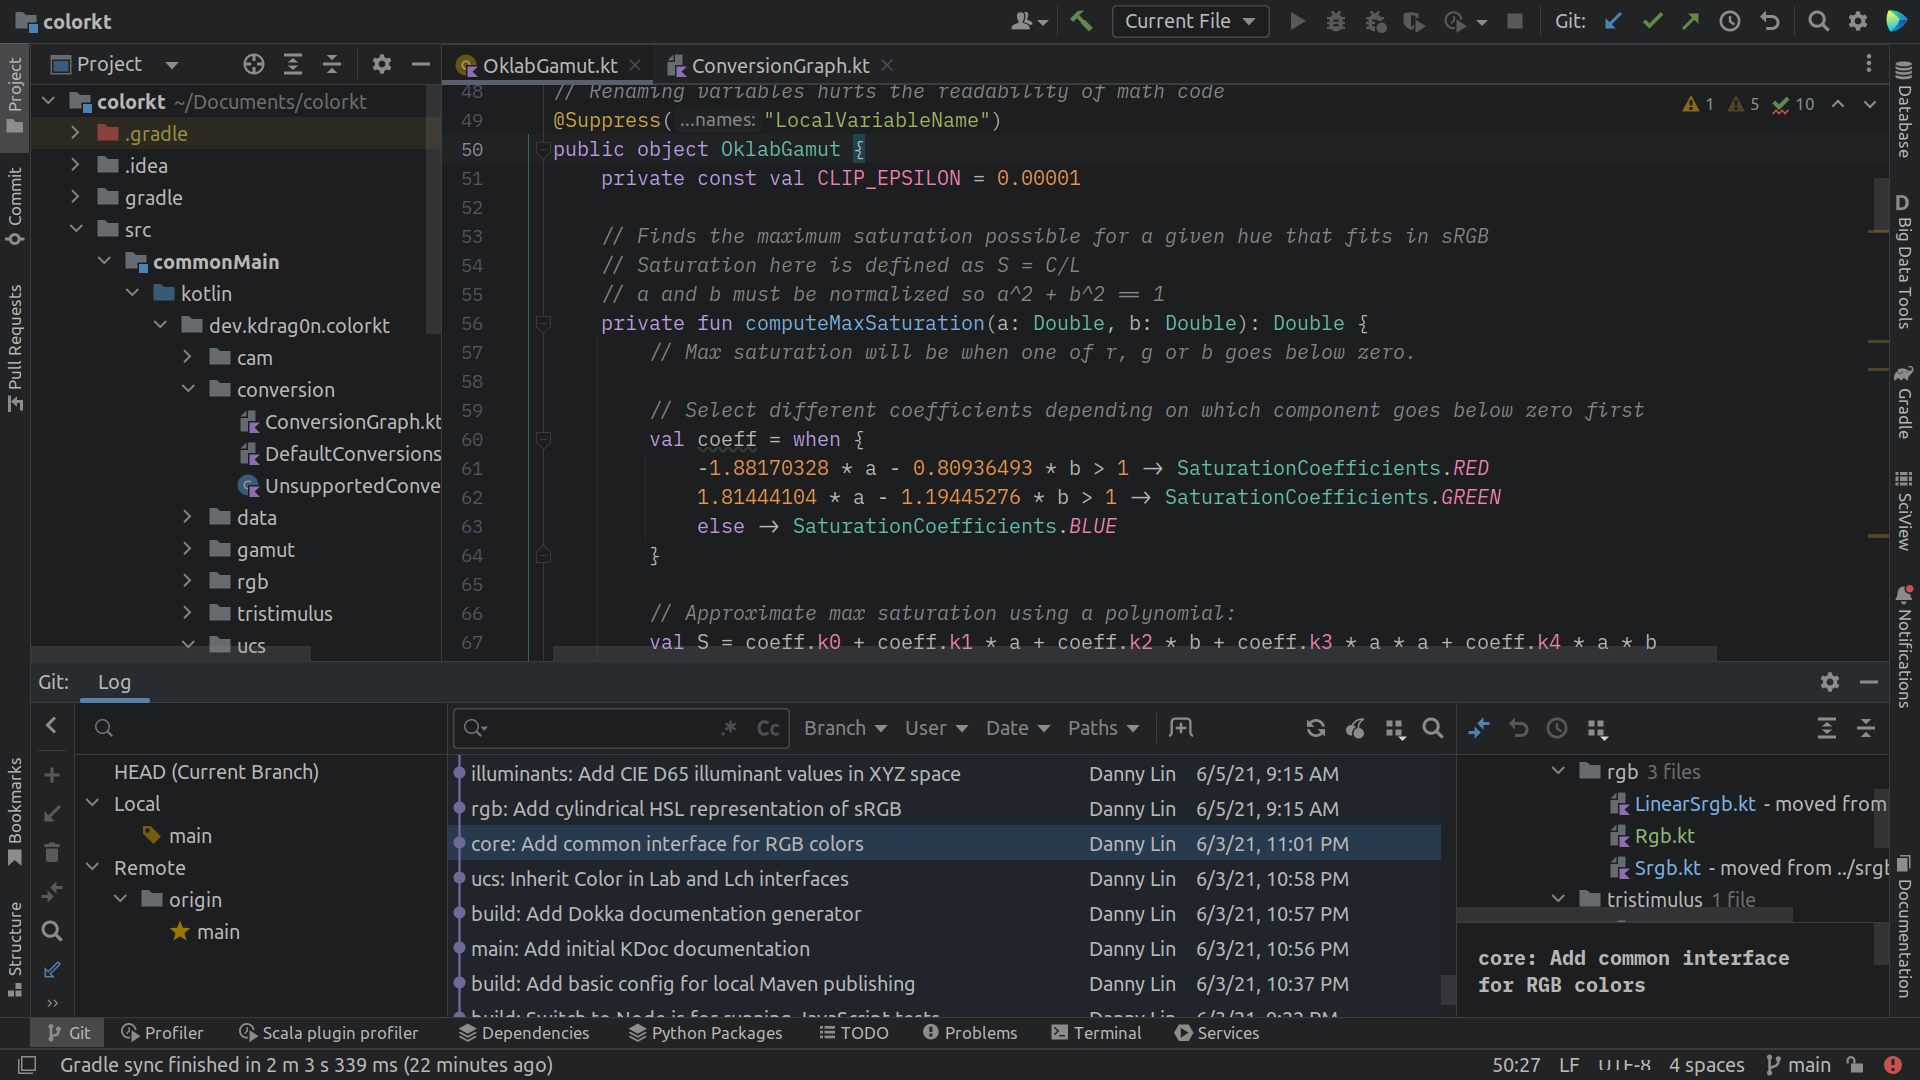 colorkt
Current File
Git:
Project
colorkt ~/Documents/colorkt
.gradle
.idea
gradle
src
commonMain
kotlin
dev.kdrag0n.colorkt
cam
conversion
ConversionGraph.kt
DefaultConversions
UnsupportedConve
data
gamut
rgb
tristimulus
ucs
Project
Commit
Pull Requests
Bookmarks
Structure
OklabGamut.kt
ConversionGraph.kt
1 5 10
48 // Renaming variables hurts the readability of math code
49 @Suppress( ...names: "LocalVariableName")
50 public object OklabGamut {
51 private const val CLIP_EPSILON = 0.00001
52
53 // Finds the maximum saturation possible for a given hue that fits in sRGB
54 // Saturation here is defined as S = C/L
55 // a and b must be normalized so a^2 + b^2 == 1
56 private fun computeMaxSaturation(a: Double, b: Double): Double {
57 // Max saturation will be when one of r, g or b goes below zero.
58
59 // Select different coefficients depending on which component goes below zero first
60 val coeff = when {
61 -1.88170328 * a - 0.80936493 * b > 1 -> SaturationCoefficients.RED
62 1.81444104 * a - 1.19445276 * b > 1 -> SaturationCoefficients.GREEN
63 else -> SaturationCoefficients.BLUE
64 }
65
66 // Approximate max saturation using a polynomial:
67 val S = coeff.k0 + coeff.k1 * a + coeff.k2 * b + coeff.k3 * a * a + coeff.k4 * a * b
Database
D Big Data Tools
Gradle
SciView
Notifications
Documentation
Git: Log
HEAD (Current Branch)
Local
main
Remote
origin
main
.* Cc
Branch
User
Date
Paths
illuminants: Add CIE D65 illuminant values in XYZ space Danny Lin 6/5/21, 9:15 AM
rgb: Add cylindrical HSL representation of sRGB Danny Lin 6/5/21, 9:15 AM
core: Add common interface for RGB colors Danny Lin 6/3/21, 11:01 PM
ucs: Inherit Color in Lab and Lch interfaces Danny Lin 6/3/21, 10:58 PM
build: Add Dokka documentation generator Danny Lin 6/3/21, 10:57 PM
main: Add initial KDoc documentation Danny Lin 6/3/21, 10:56 PM
build: Add basic config for local Maven publishing Danny Lin 6/3/21, 10:37 PM
build: Switch to Node.js for running JavaScript tests Danny Lin 6/3/21, 9:22 PM
rgb 3 files
LinearSrgb.kt - moved from
Rgb.kt
Srgb.kt - moved from ../srgb
tristimulus 1 file
core: Add common interface
for RGB colors
Git
Profiler
Scala plugin profiler
Dependencies
Python Packages
TODO
Problems
Terminal
Services
Gradle sync finished in 2 m 3 s 339 ms (22 minutes ago)
50:27 LF UTF-8 4 spaces main